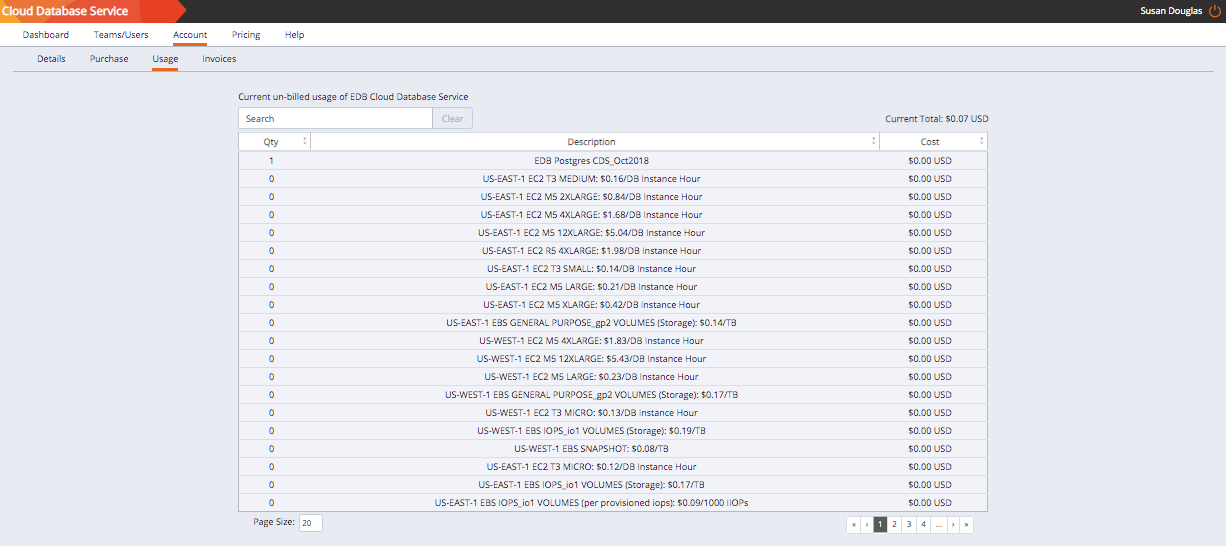 Cloud Database Service
Susan Douglas
Dashboard Teams/Users Account Pricing Help
Details Purchase Usage Invoices
Current un-billed usage of EDB Cloud Database Service
Search Clear Current Total: $0.07 USD
Qty Description Cost
1 EDB Postgres CDS_Oct2018 $0.00 USD
0 US-EAST-1 EC2 T3 MEDIUM: $0.16/DB Instance Hour $0.00 USD
0 US-EAST-1 EC2 M5 2XLARGE: $0.84/DB Instance Hour $0.00 USD
0 US-EAST-1 EC2 M5 4XLARGE: $1.68/DB Instance Hour $0.00 USD
0 US-EAST-1 EC2 M5 12XLARGE: $5.04/DB Instance Hour $0.00 USD
0 US-EAST-1 EC2 R5 4XLARGE: $1.98/DB Instance Hour $0.00 USD
0 US-EAST-1 EC2 T3 SMALL: $0.14/DB Instance Hour $0.00 USD
0 US-EAST-1 EC2 M5 LARGE: $0.21/DB Instance Hour $0.00 USD
0 US-EAST-1 EC2 M5 XLARGE: $0.42/DB Instance Hour $0.00 USD
0 US-EAST-1 EBS GENERAL PURPOSE_gp2 VOLUMES (Storage): $0.14/TB $0.00 USD
0 US-WEST-1 EC2 M5 4XLARGE: $1.83/DB Instance Hour $0.00 USD
0 US-WEST-1 EC2 M5 12XLARGE: $5.43/DB Instance Hour $0.00 USD
0 US-WEST-1 EC2 M5 LARGE: $0.23/DB Instance Hour $0.00 USD
0 US-WEST-1 EBS GENERAL PURPOSE_gp2 VOLUMES (Storage): $0.17/TB $0.00 USD
0 US-WEST-1 EC2 T3 MICRO: $0.13/DB Instance Hour $0.00 USD
0 US-WEST-1 EBS IOPS_io1 VOLUMES (Storage): $0.19/TB $0.00 USD
0 US-WEST-1 EBS SNAPSHOT: $0.08/TB $0.00 USD
0 US-EAST-1 EC2 T3 MICRO: $0.12/DB Instance Hour $0.00 USD
0 US-EAST-1 EBS IOPS_io1 VOLUMES (Storage): $0.17/TB $0.00 USD
0 US-EAST-1 EBS IOPS_io1 VOLUMES (per provisioned iops): $0.09/1000 IIOPs $0.00 USD
Page Size: 20 « ‹ 1 2 3 4 ... › »